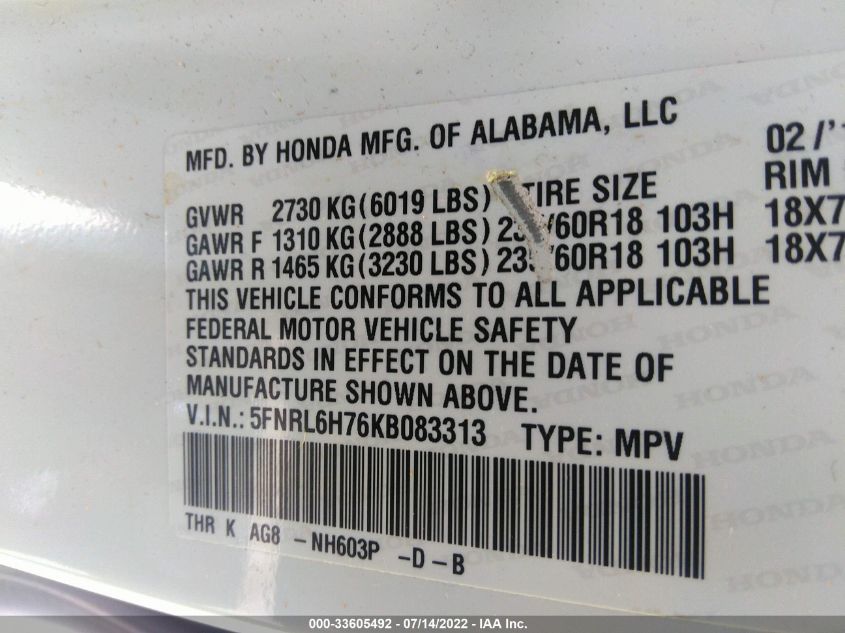 MFD. BY HONDA MFG. OF ALABAMA, LLC 02/'
GVWR 2730 KG (6019 LBS) TIRE SIZE RIM
GAWR F 1310 KG (2888 LBS) 23 /60R18 103H 18X7
GAWR R 1465 KG (3230 LBS) 23 /60R18 103H 18X7
THIS VEHICLE CONFORMS TO ALL APPLICABLE
FEDERAL MOTOR VEHICLE SAFETY
STANDARDS IN EFFECT ON THE DATE OF
MANUFACTURE SHOWN ABOVE.
V.I.N.: 5FNRL6H76KB083313 TYPE: MPV
THR K AG8 -NH603P -D-B
000-33605492 - 07/14/2022 - IAA Inc.